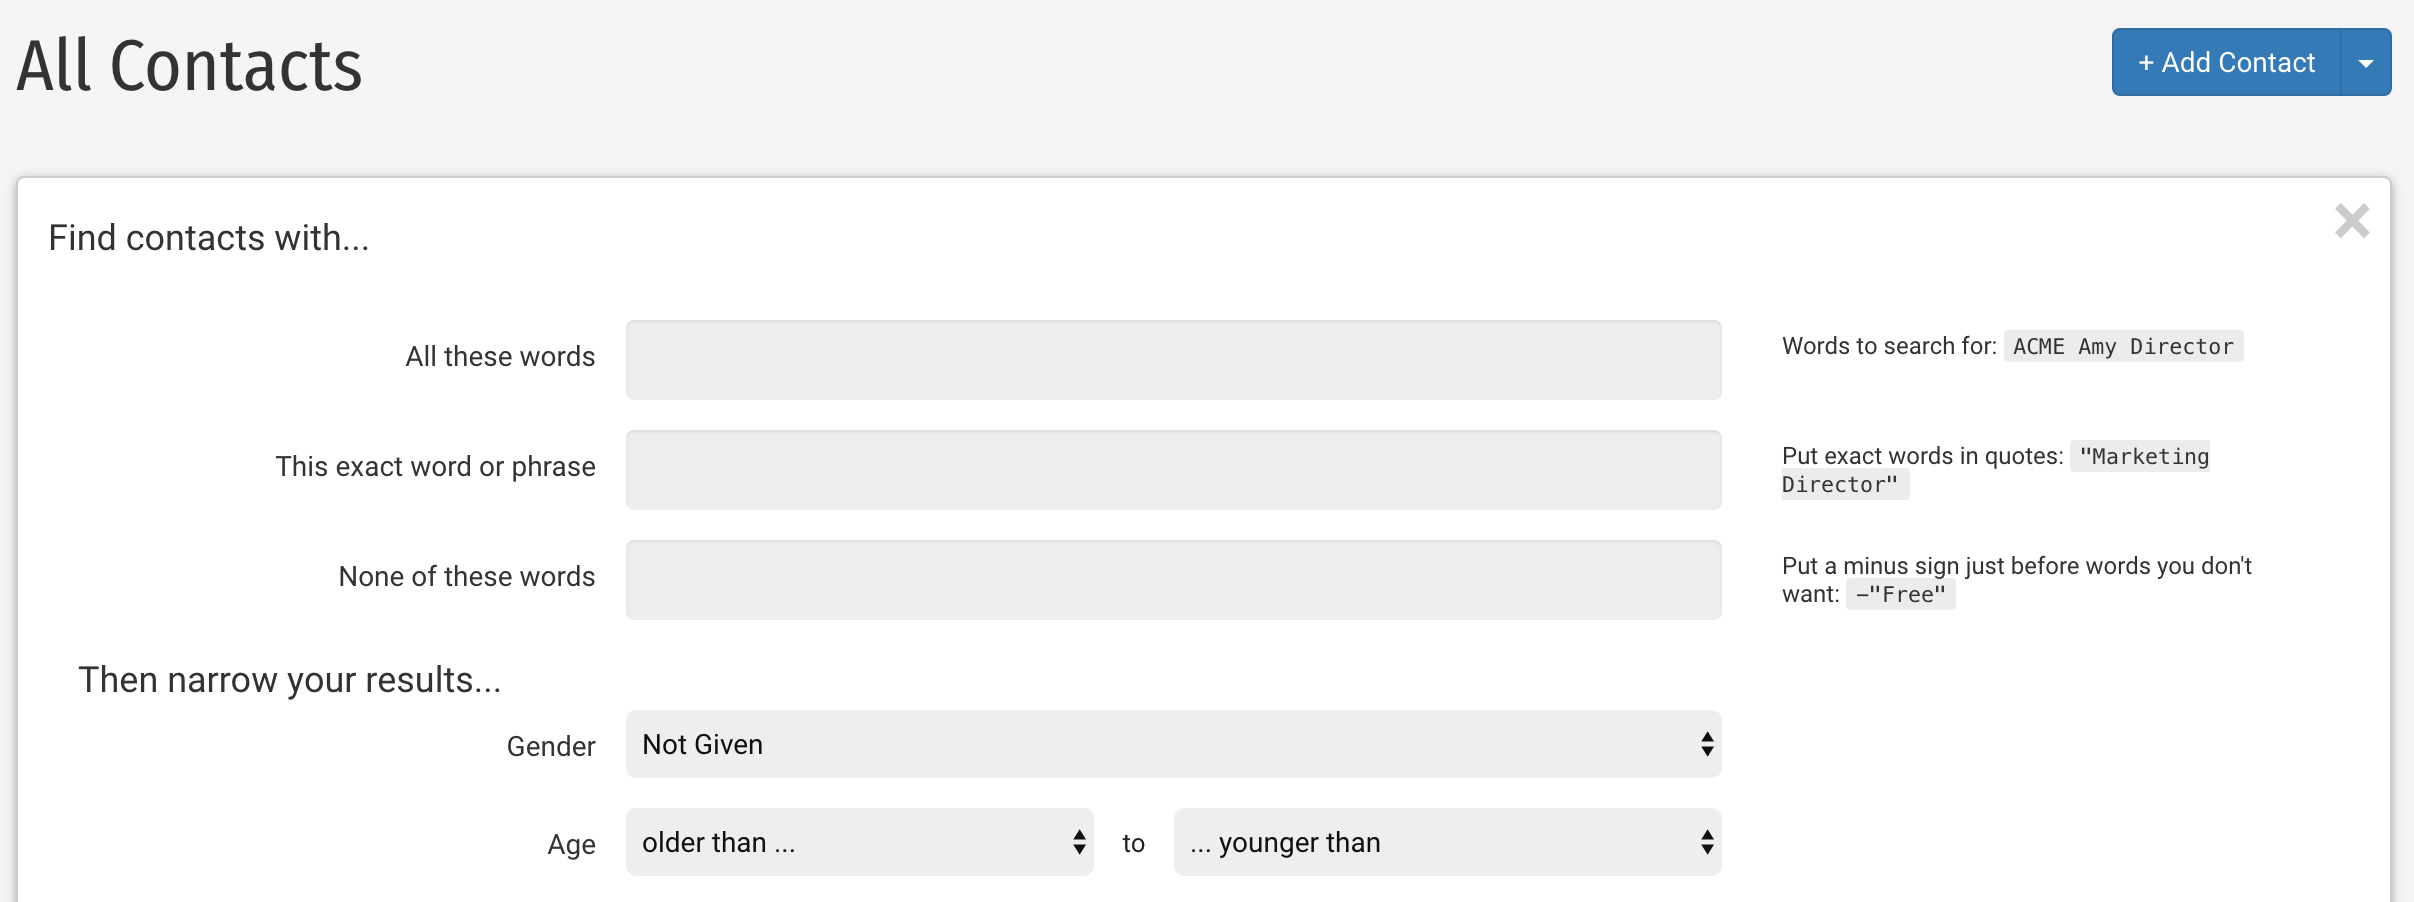 All Contacts
+ Add Contact
Find contacts with...
All these words
Words to search for: ACME Amy Director
This exact word or phrase
Put exact words in quotes: "Marketing
Director"
None of these words
Put a minus sign just before words you don't
want: –"Free"
Then narrow your results...
Gender
Not Given
Age
older than ...
to
... younger than